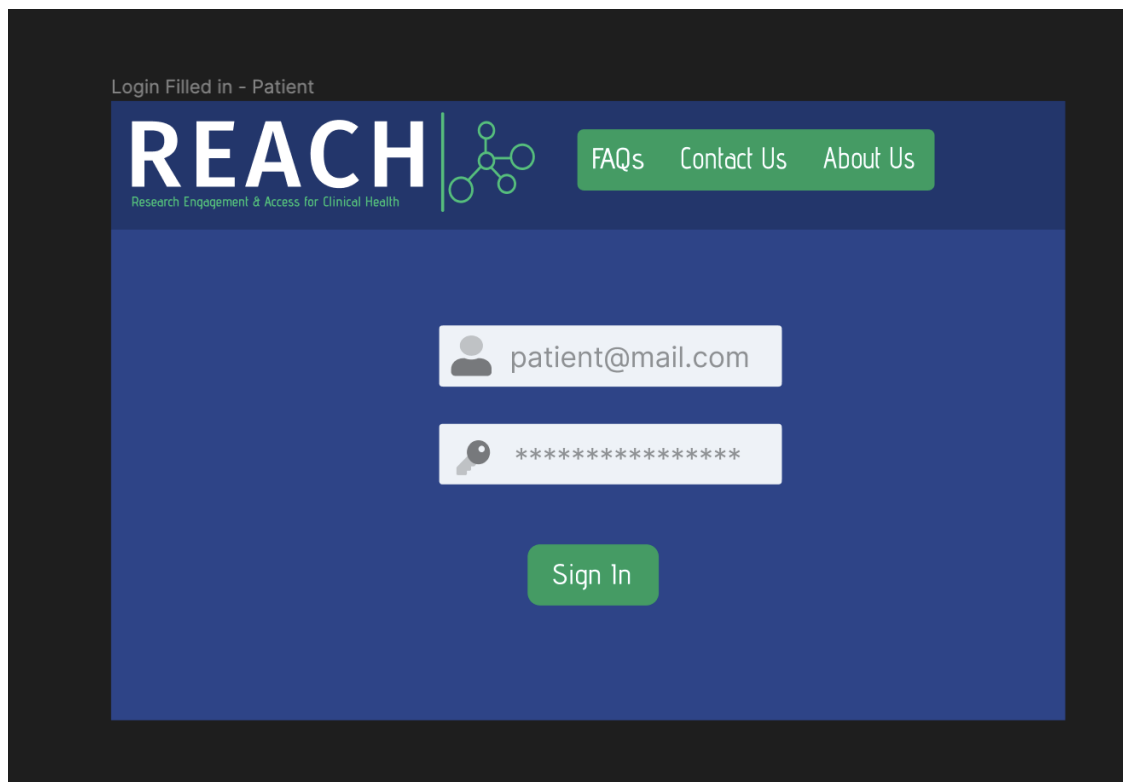 Login Filled in - Patient
REACH
Research Engagement & Access for Clinical Health
FAQs Contact Us About Us
patient@mail.com
****************
Sign In